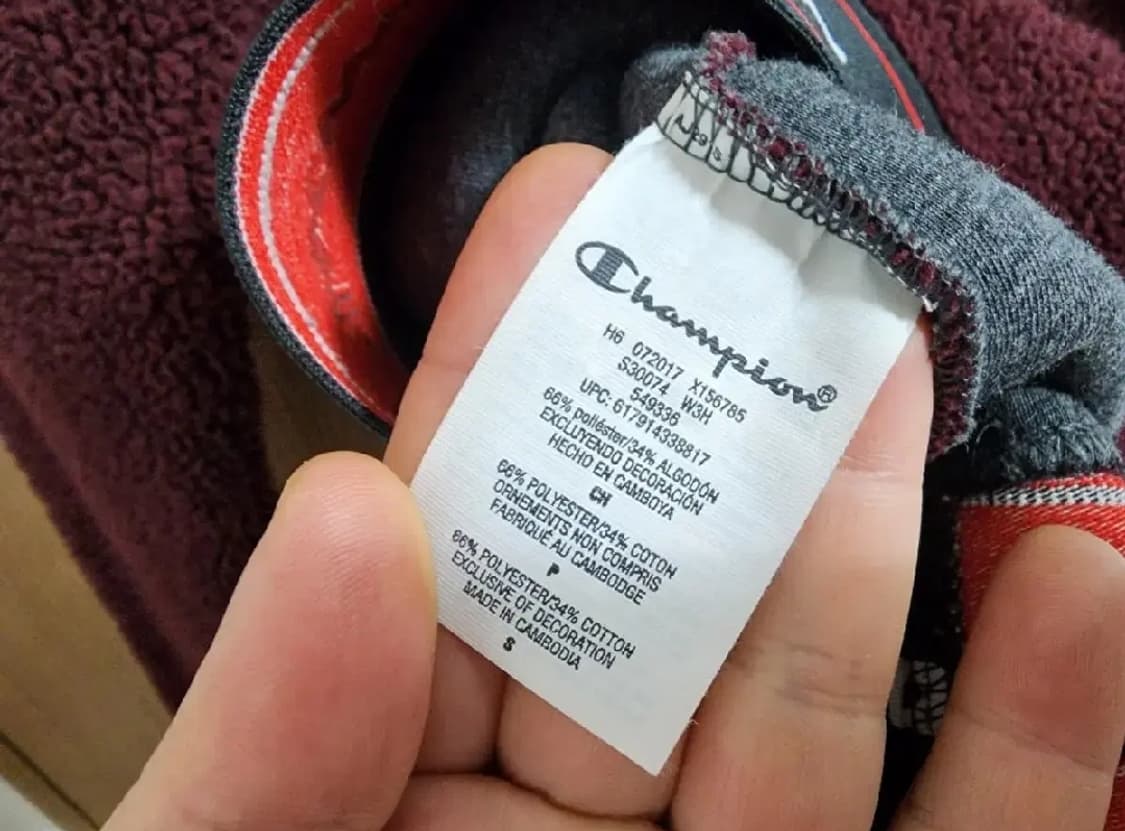 Champion®
H6 072017 X156785
S30074 W3H
549336
UPC: 617914338817
66% poliéster/34% ALGODÓN
EXCLUYENDO DECORACIÓN
HECHO EN CAMBOYA
CH
66% POLYESTER/34% COTON
ORNEMENTS NON COMPRIS
FABRIQUÉ AU CAMBODGE
P
66% POLYESTER/34% COTTON
EXCLUSIVE OF DECORATION
MADE IN CAMBODIA
S